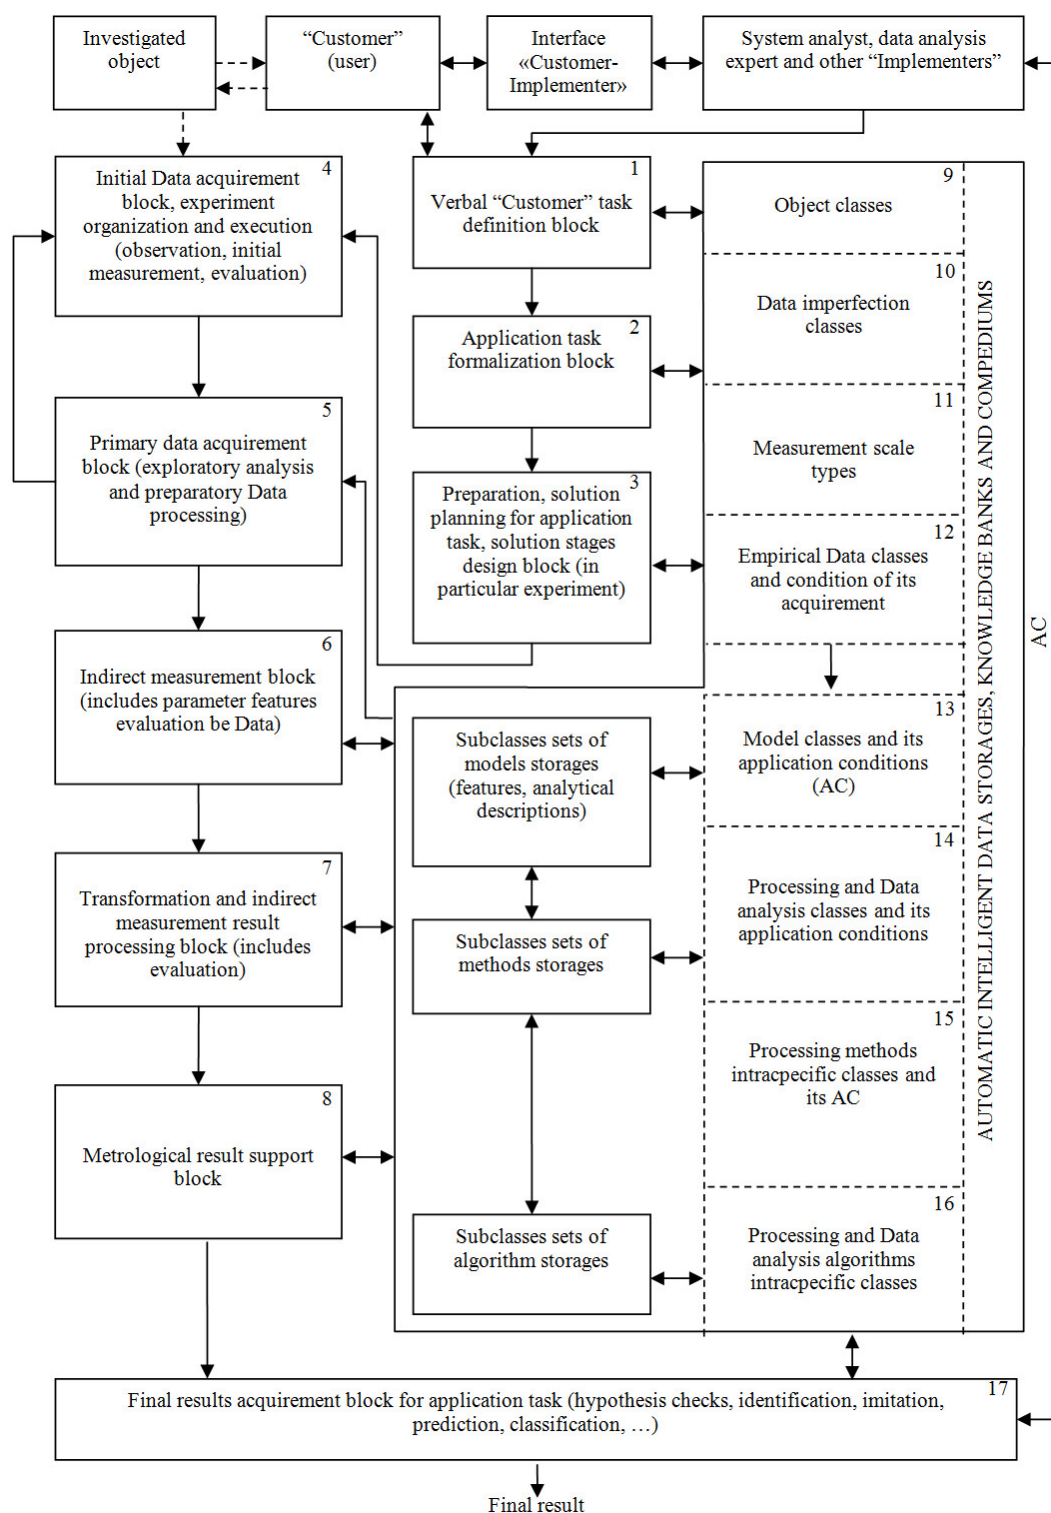 Investigated
object
“Customer”
(user)
Interface
«Customer-
Implementer»
System analyst, data analysis
expert and other “Implementers”
4
Initial Data acquirement
block, experiment
organization and execution
(observation, initial
measurement, evaluation)
1
Verbal “Customer” task
definition block
9
Object classes
2
Application task
formalization block
10
Data imperfection
classes
5
Primary data acquirement
block (exploratory analysis
and preparatory Data
processing)
3
Preparation, solution
planning for application
task, solution stages
design block (in
particular experiment)
11
Measurement scale
types
12
Empirical Data classes
and condition of its
acquirement
6
Indirect measurement block
(includes parameter features
evaluation be Data)
Subclasses sets of
models storages
(features, analytical
descriptions)
13
Model classes and its
application conditions
(AC)
7
Transformation and indirect
measurement result
processing block (includes
evaluation)
Subclasses sets of
methods storages
14
Processing and Data
analysis classes and its
application conditions
15
Processing methods
intracpecific classes and
its AC
8
Metrological result support
block
Subclasses sets of
algorithm storages
16
Processing and Data
analysis algorithms
intracpecific classes
AUTOMATIC INTELLIGENT DATA STORAGES, KNOWLEDGE BANKS AND COMPEDIUMS
AC
17
Final results acquirement block for application task (hypothesis checks, identification, imitation,
prediction, classification, …)
Final result